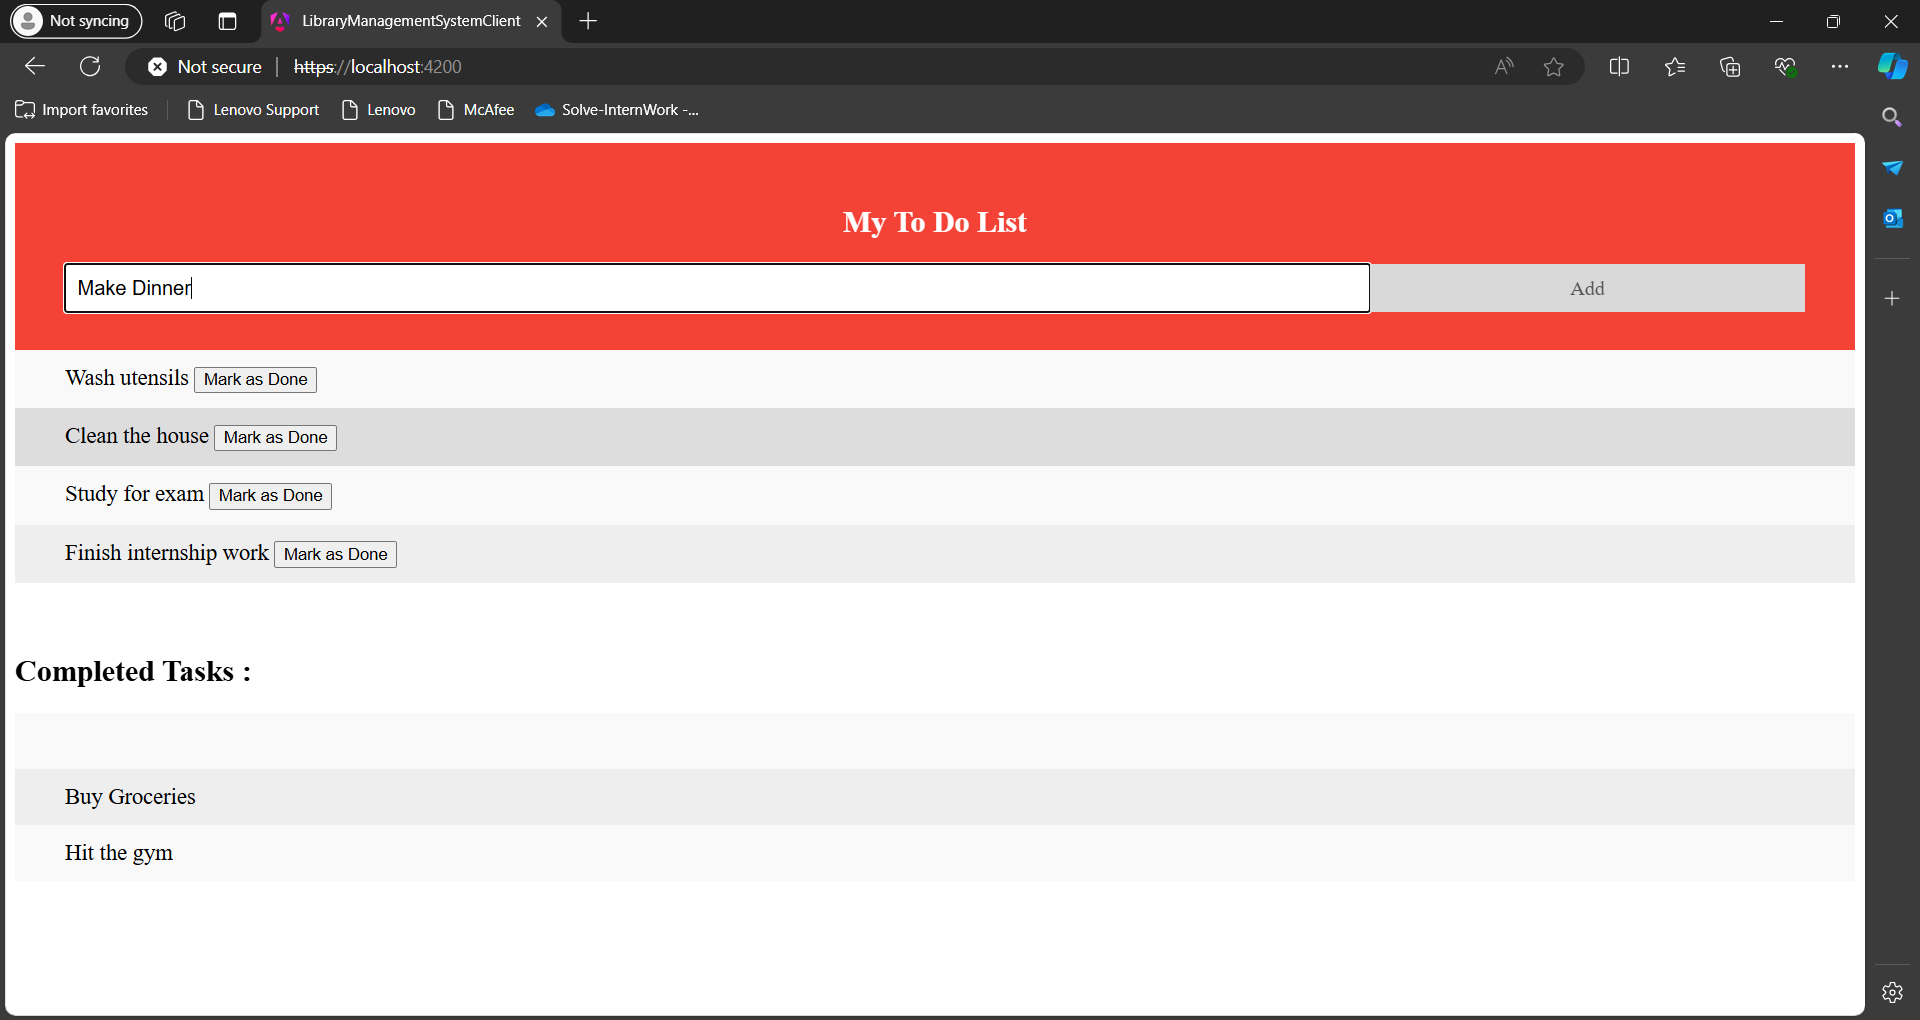 Not syncing
LibraryManagementSystemClient
Not secure
https://localhost:4200
Import favorites
Lenovo Support
Lenovo
McAfee
Solve-InternWork -...
My To Do List
Make Dinner
Add
Wash utensils Mark as Done
Clean the house Mark as Done
Study for exam Mark as Done
Finish internship work Mark as Done
Completed Tasks :
Buy Groceries
Hit the gym